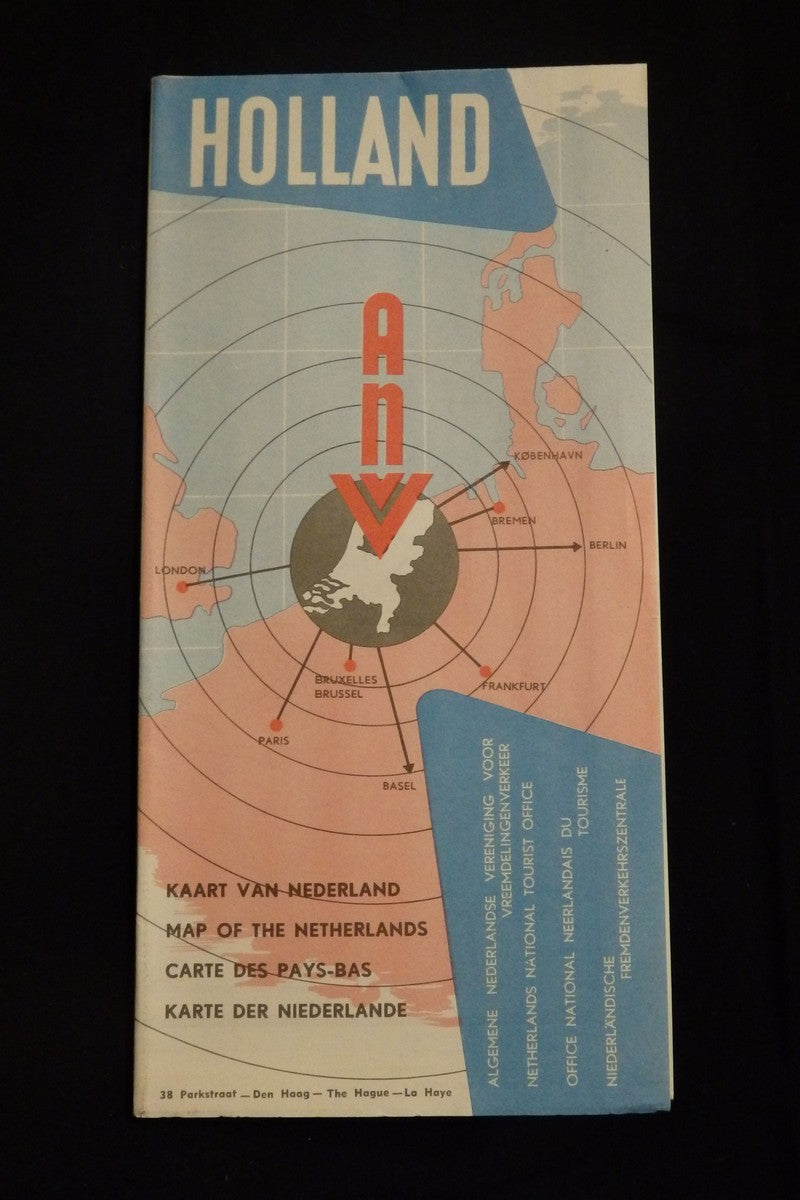 HOLLAND
ANV
KØBENHAVN
BREMEN
BERLIN
LONDON
BRUXELLES
BRUSSEL
FRANKFURT
PARIS
BASEL
KAART VAN NEDERLAND
MAP OF THE NETHERLANDS
CARTE DES PAYS-BAS
KARTE DER NIEDERLANDE
ALGEMENE NEDERLANDSE VERENIGING VOOR
VREEMDELINGENVERKEER
NETHERLANDS NATIONAL TOURIST OFFICE
OFFICE NATIONAL NEERLANDAIS DU
TOURISME
NIEDERLÄNDISCHE
FREMDENVERKEHRSZENTRALE
38 Parkstraat — Den Haag — The Hague — La Haye